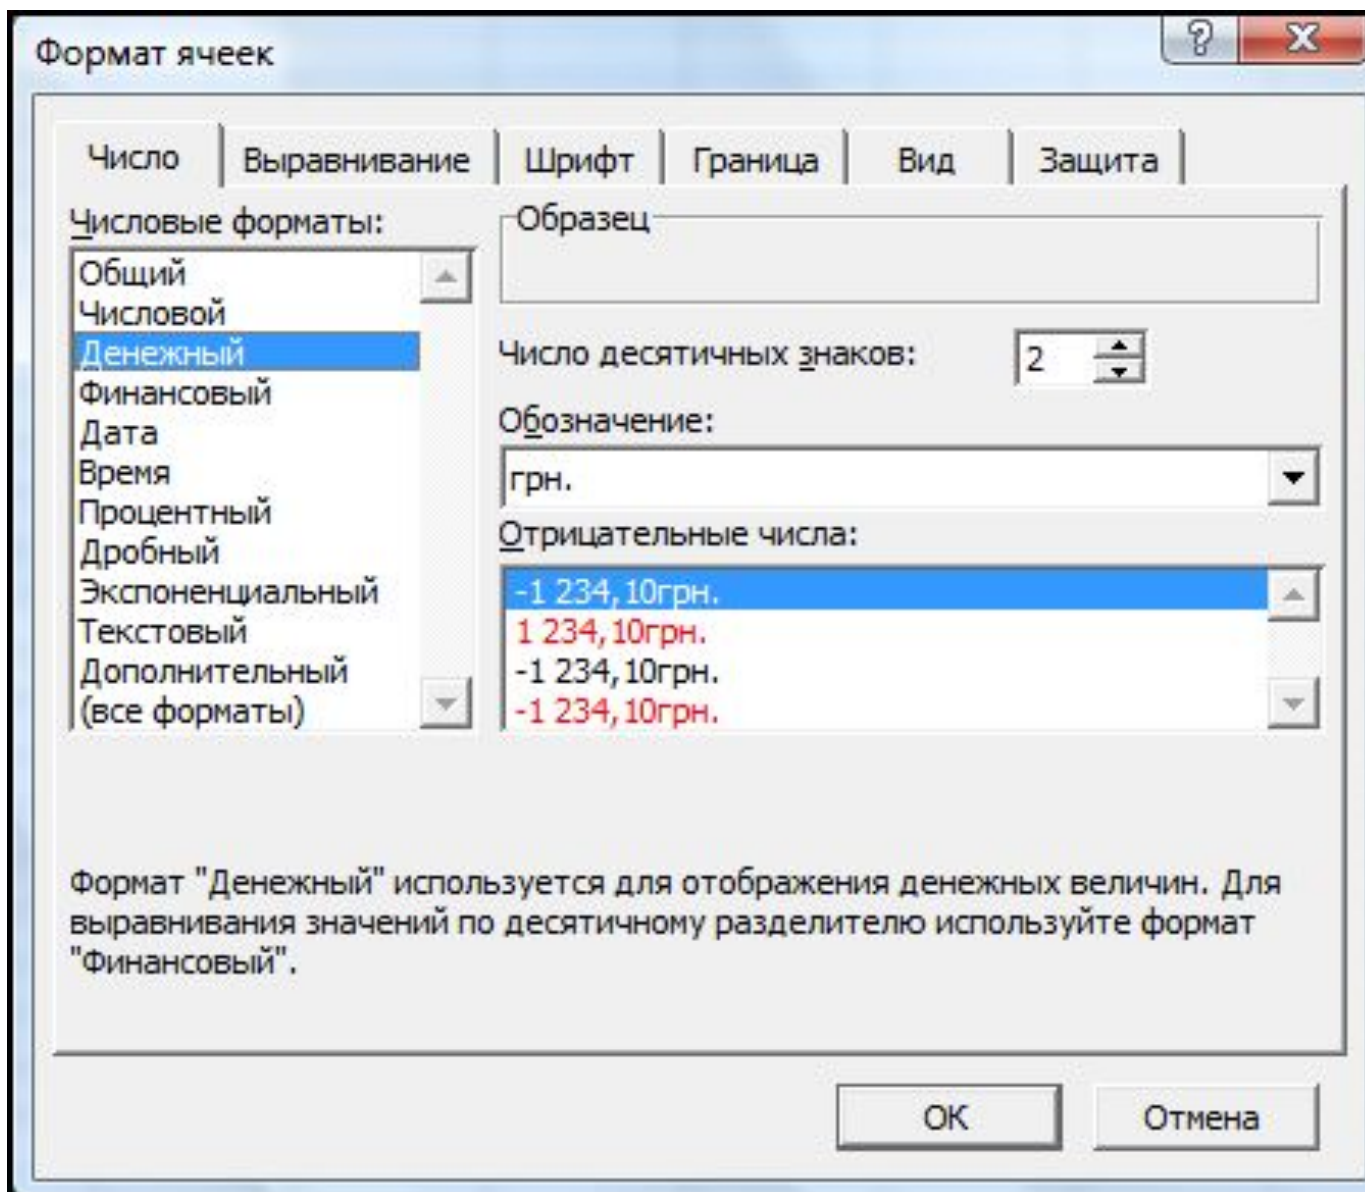 Формат ячеек
Число Выравнивание Шрифт Граница Вид Защита
Числовые форматы:
Общий
Числовой
Денежный
Финансовый
Дата
Время
Процентный
Дробный
Экспоненциальный
Текстовый
Дополнительный
(все форматы)
Образец
Число десятичных знаков: 2
Обозначение:
грн.
Отрицательные числа:
-1 234,10грн.
1 234,10грн.
-1 234,10грн.
-1 234,10грн.
Формат "Денежный" используется для отображения денежных величин. Для
выравнивания значений по десятичному разделителю используйте формат
"Финансовый".
ОК Отмена